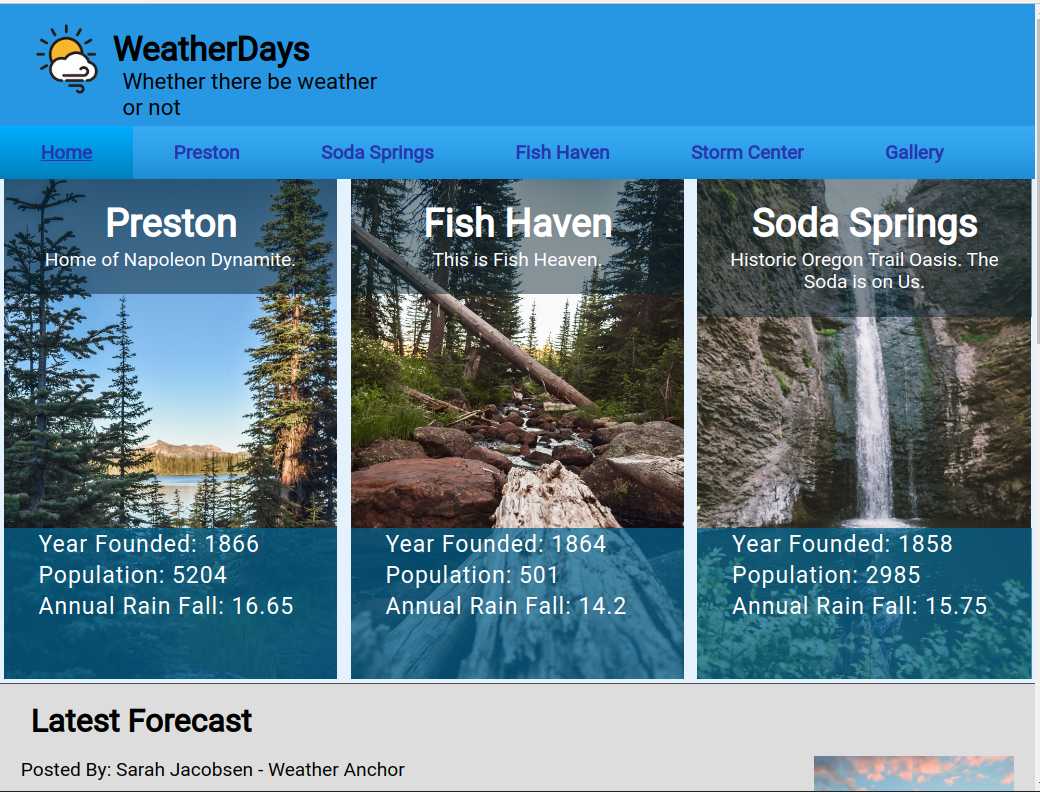 WeatherDays
Whether there be weather
or not
Home Preston Soda Springs Fish Haven Storm Center Gallery
Preston
Home of Napoleon Dynamite.
Fish Haven
This is Fish Heaven.
Soda Springs
Historic Oregon Trail Oasis. The
Soda is on Us.
Year Founded: 1866
Population: 5204
Annual Rain Fall: 16.65
Year Founded: 1864
Population: 501
Annual Rain Fall: 14.2
Year Founded: 1858
Population: 2985
Annual Rain Fall: 15.75
Latest Forecast
Posted By: Sarah Jacobsen - Weather Anchor